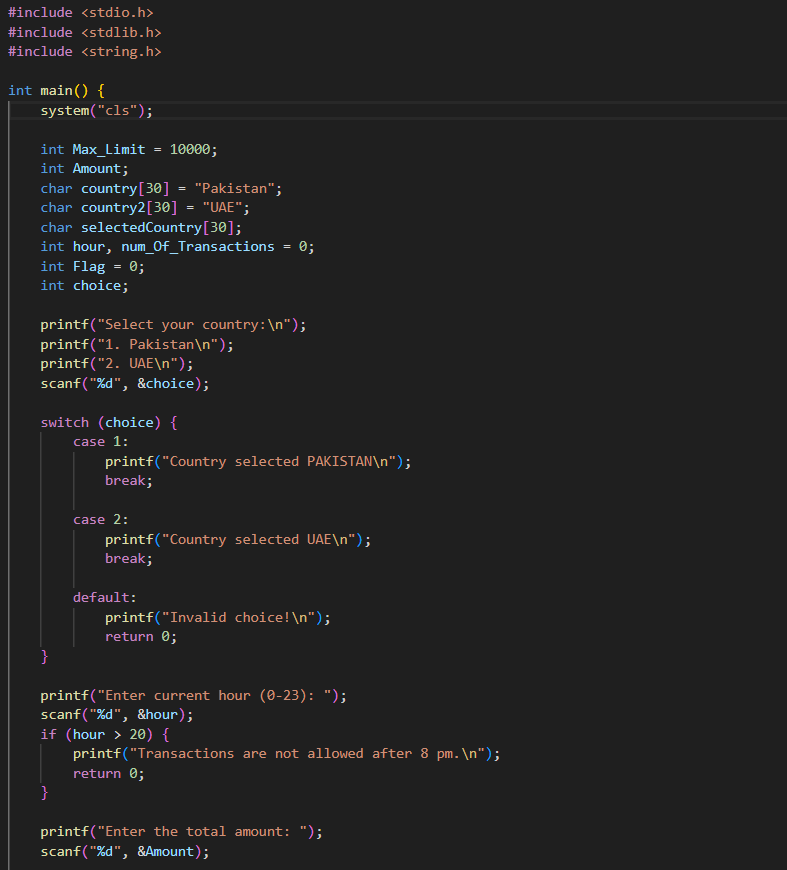 #include <stdio.h>
#include <stdlib.h>
#include <string.h>
int main() {
    system("cls");
    int Max_Limit = 10000;
    int Amount;
    char country[30] = "Pakistan";
    char country2[30] = "UAE";
    char selectedCountry[30];
    int hour, num_Of_Transactions = 0;
    int Flag = 0;
    int choice;
    printf("Select your country:\n");
    printf("1. Pakistan\n");
    printf("2. UAE\n");
    scanf("%d", &choice);
    switch (choice) {
        case 1:
            printf("Country selected PAKISTAN\n");
            break;
        case 2:
            printf("Country selected UAE\n");
            break;
        default:
            printf("Invalid choice!\n");
            return 0;
    }
    printf("Enter current hour (0-23): ");
    scanf("%d", &hour);
    if (hour > 20) {
        printf("Transactions are not allowed after 8 pm.\n");
        return 0;
    }
    printf("Enter the total amount: ");
    scanf("%d", &Amount);